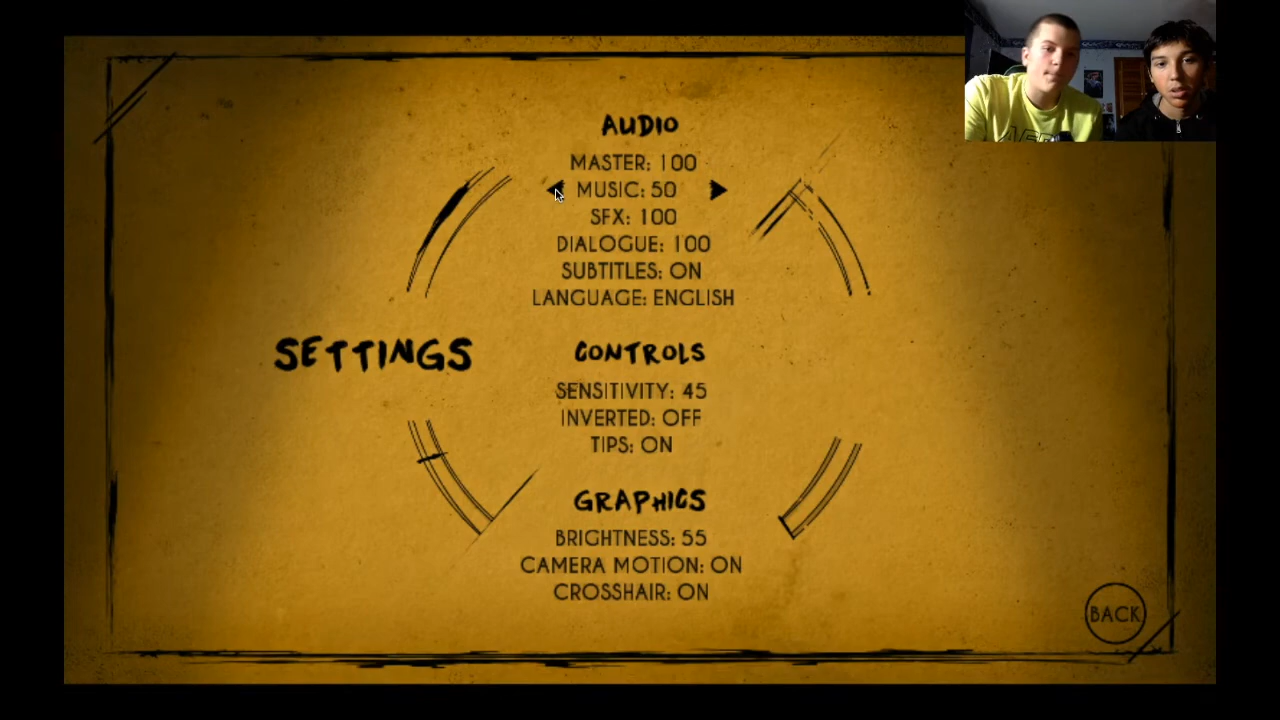 AUDIO
MASTER: 100
MUSIC: 50
SFX: 100
DIALOGUE: 100
SUBTITLES: ON
LANGUAGE: ENGLISH
SETTINGS
CONTROLS
SENSITIVITY: 45
INVERTED: OFF
TIPS: ON
GRAPHICS
BRIGHTNESS: 55
CAMERA MOTION: ON
CROSSHAIR: ON
BACK